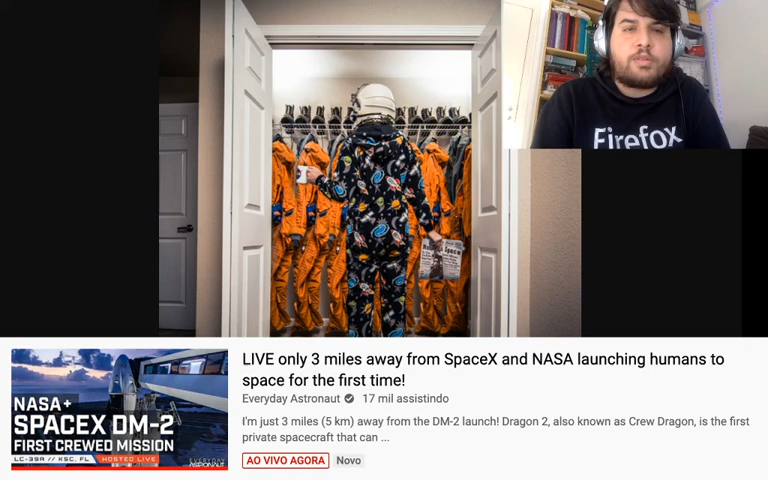 Firefox
LIVE only 3 miles away from SpaceX and NASA launching humans to
space for the first time!
Everyday Astronaut 17 mil assistindo
I'm just 3 miles (5 km) away from the DM-2 launch! Dragon 2, also known as Crew Dragon, is the first
private spacecraft that can ...
AO VIVO AGORA Novo
NASA+
SPACEX DM-2
FIRST CREWED MISSION
LC-39A // KSC, FL HOSTED LIVE
EVERYDAY
ASTRONAUT